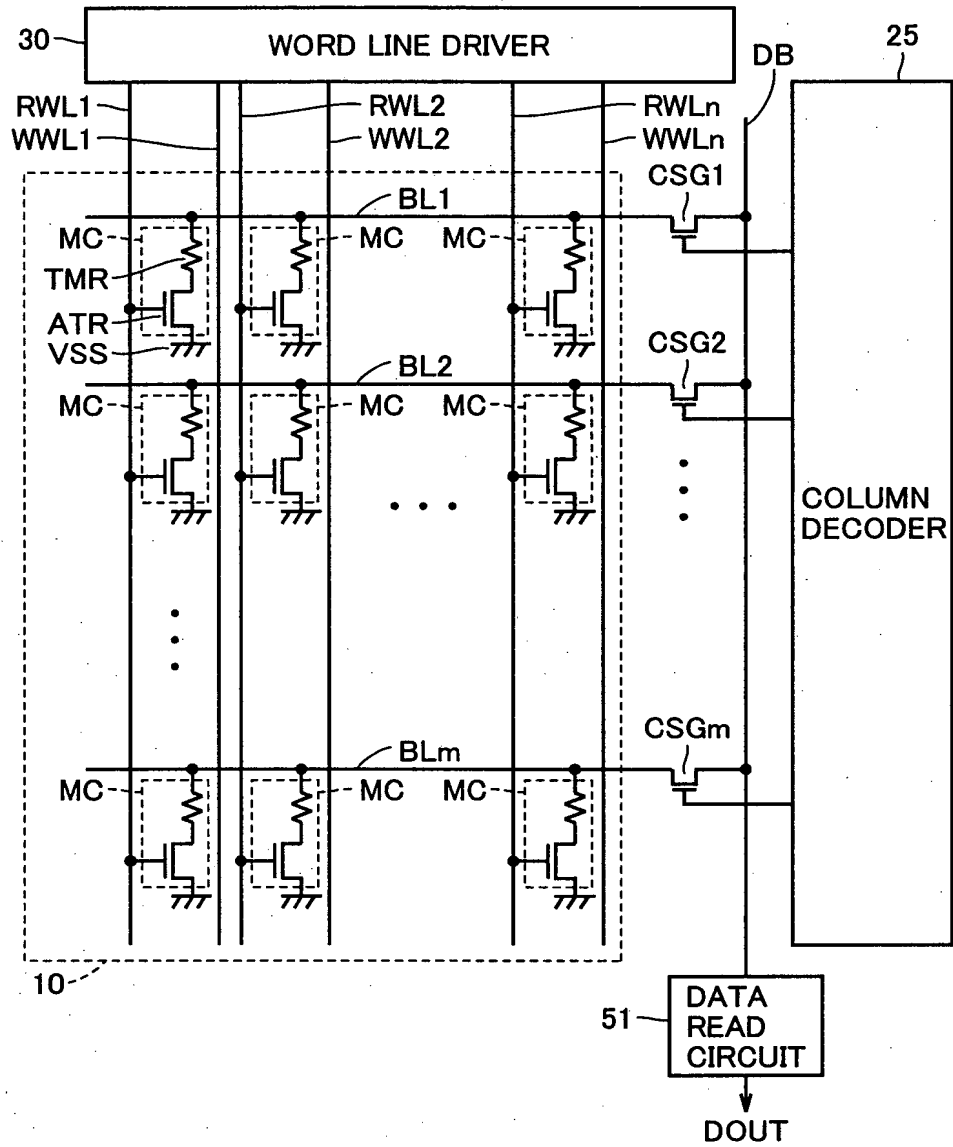 30
WORD LINE DRIVER
25
DB
RWL1
RWL2
RWLn
WWL1
WWL2
WWLn
CSG1
BL1
MC
MC
MC
TMR
ATR
VSS
CSG2
BL2
MC
MC
MC
COLUMN
DECODER
CSGm
BLm
MC
MC
MC
10
51
DATA
READ
CIRCUIT
DOUT